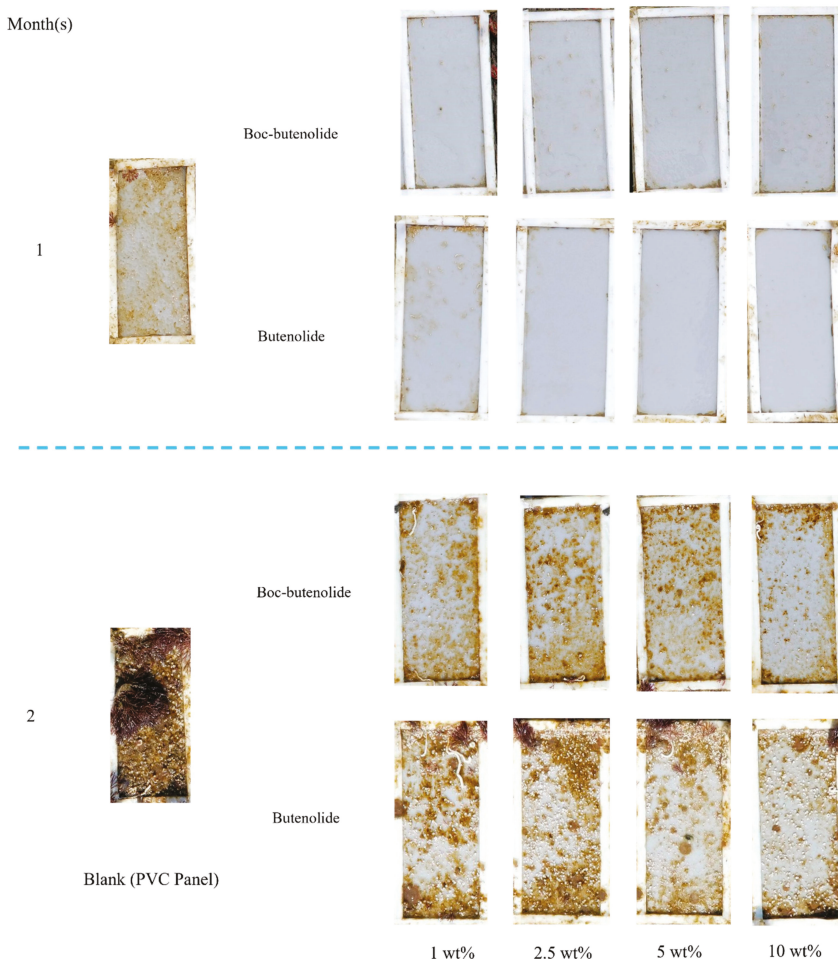 Month(s)
Boc-butenolide
1
Butenolide
Boc-butenolide
2
Butenolide
Blank (PVC Panel)
1 wt%
2.5 wt%
5 wt%
10 wt%